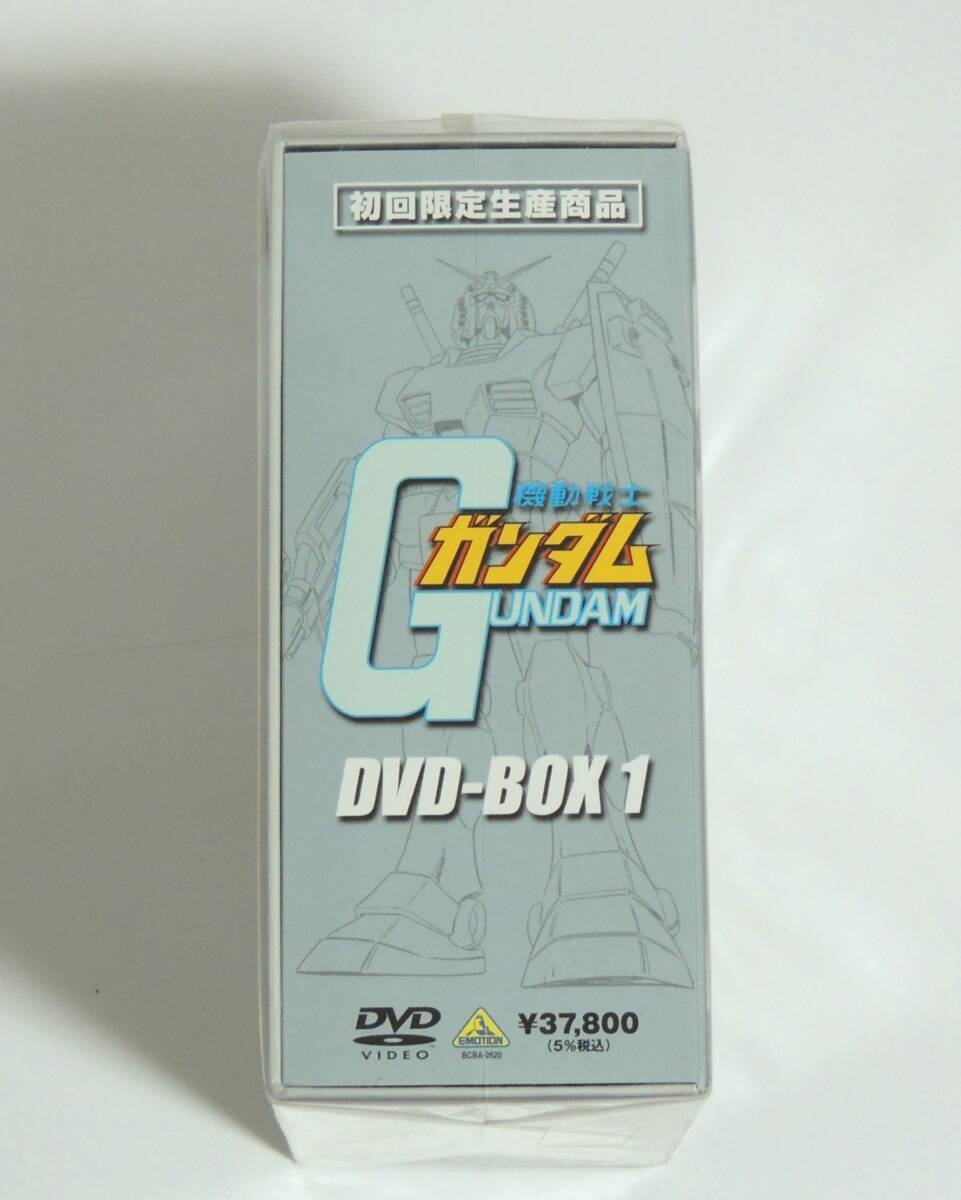 初回限定生産商品
機動戦士
ガンダム
GUNDAM
DVD-BOX 1
DVD
VIDEO
EMOTION
BCBA-2620
¥37,800
(5%税込)